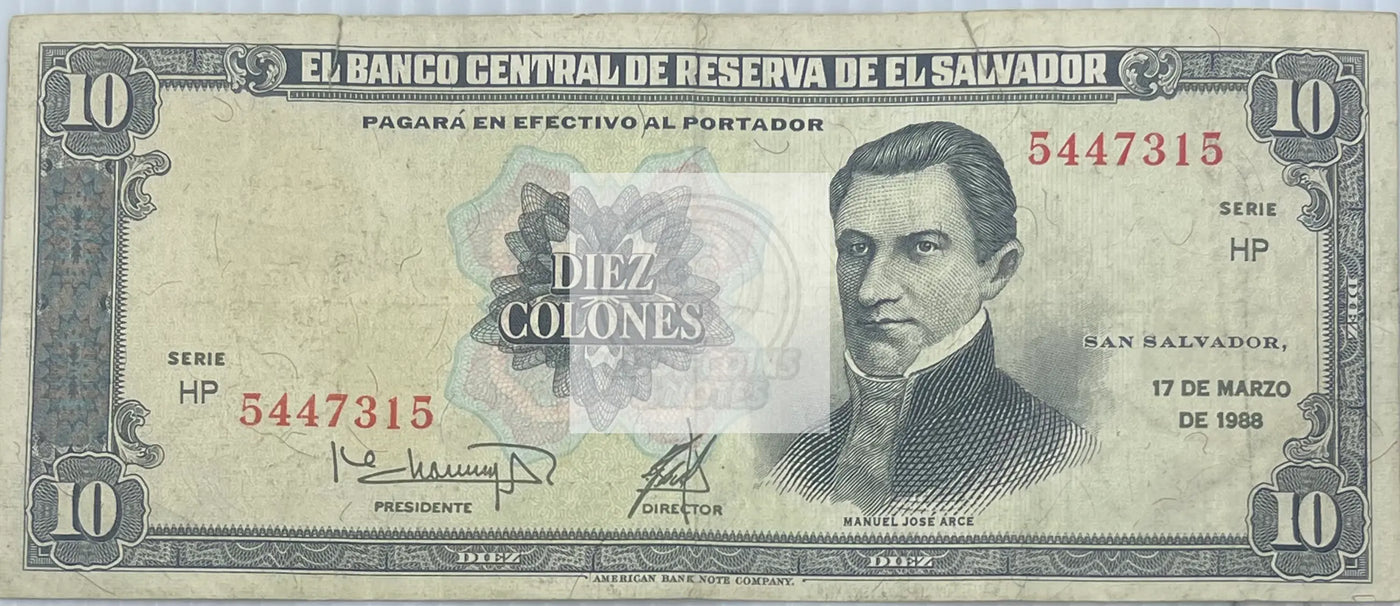 10 EL BANCO CENTRAL DE RESERVA DE EL SALVADOR 10
PAGARÁ EN EFECTIVO AL PORTADOR
5447315
SERIE
HP
DIEZ
COLONES
DIEZ
SAN SALVADOR,
17 DE MARZO
DE 1988
SERIE
HP
5447315
PRESIDENTE
DIRECTOR
MANUEL JOSE ARCE
10 DIEZ DIEZ 10
AMERICAN BANK NOTE COMPANY.